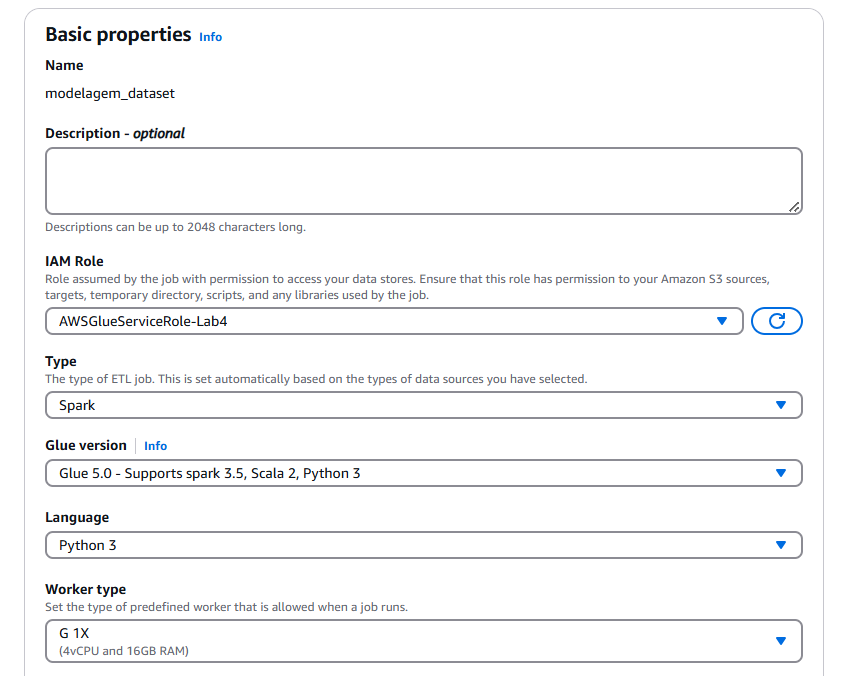 Basic properties Info
Name
modelagem_dataset
Description - optional
Descriptions can be up to 2048 characters long.
IAM Role
Role assumed by the job with permission to access your data stores. Ensure that this role has permission to your Amazon S3 sources,
targets, temporary directory, scripts, and any libraries used by the job.
AWSGlueServiceRole-Lab4
Type
The type of ETL job. This is set automatically based on the types of data sources you have selected.
Spark
Glue version Info
Glue 5.0 - Supports spark 3.5, Scala 2, Python 3
Language
Python 3
Worker type
Set the type of predefined worker that is allowed when a job runs.
G 1X
(4vCPU and 16GB RAM)